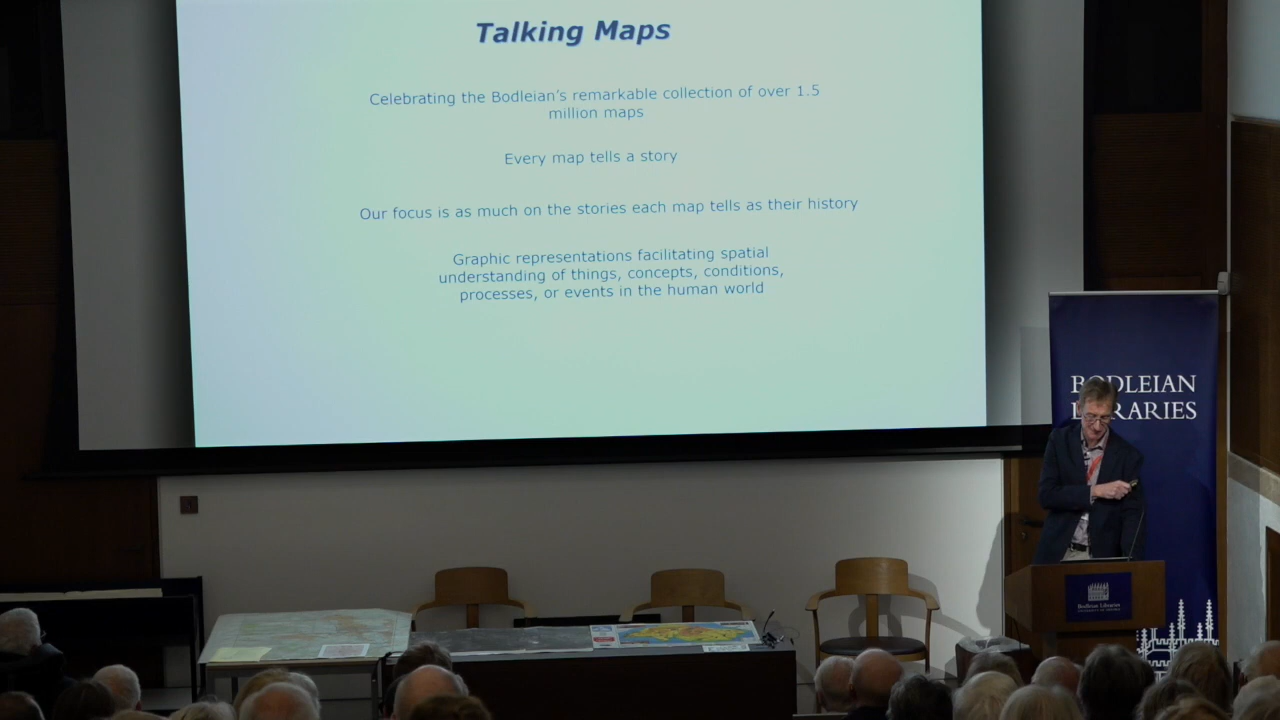 Talking Maps
Celebrating the Bodleian's remarkable collection of over 1.5
million maps
Every map tells a story
Our focus is as much on the stories each map tells as their history
Graphic representations facilitating spatial
understanding of things, concepts, conditions,
processes, or events in the human world
BODLEIAN
LIBRARIES
Bodleian Libraries